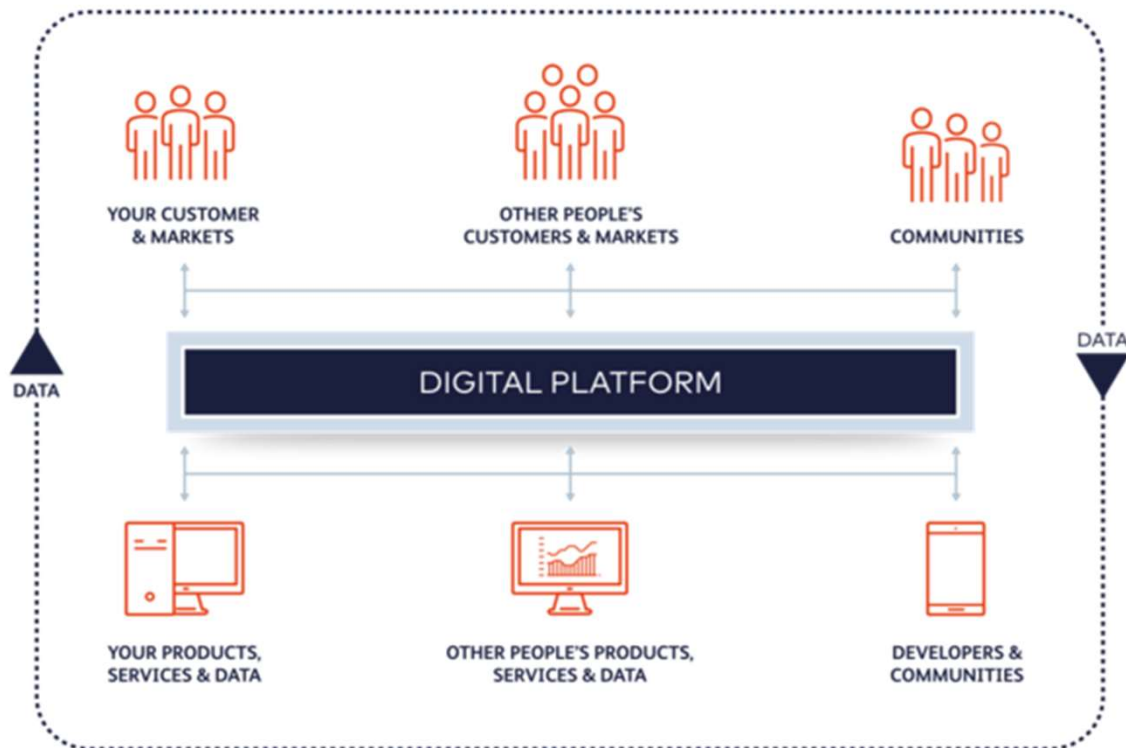 YOUR CUSTOMER
& MARKETS
OTHER PEOPLE'S
CUSTOMERS & MARKETS
COMMUNITIES
DATA
DIGITAL PLATFORM
DATA
YOUR PRODUCTS,
SERVICES & DATA
OTHER PEOPLE'S PRODUCTS,
SERVICES & DATA
DEVELOPERS &
COMMUNITIES